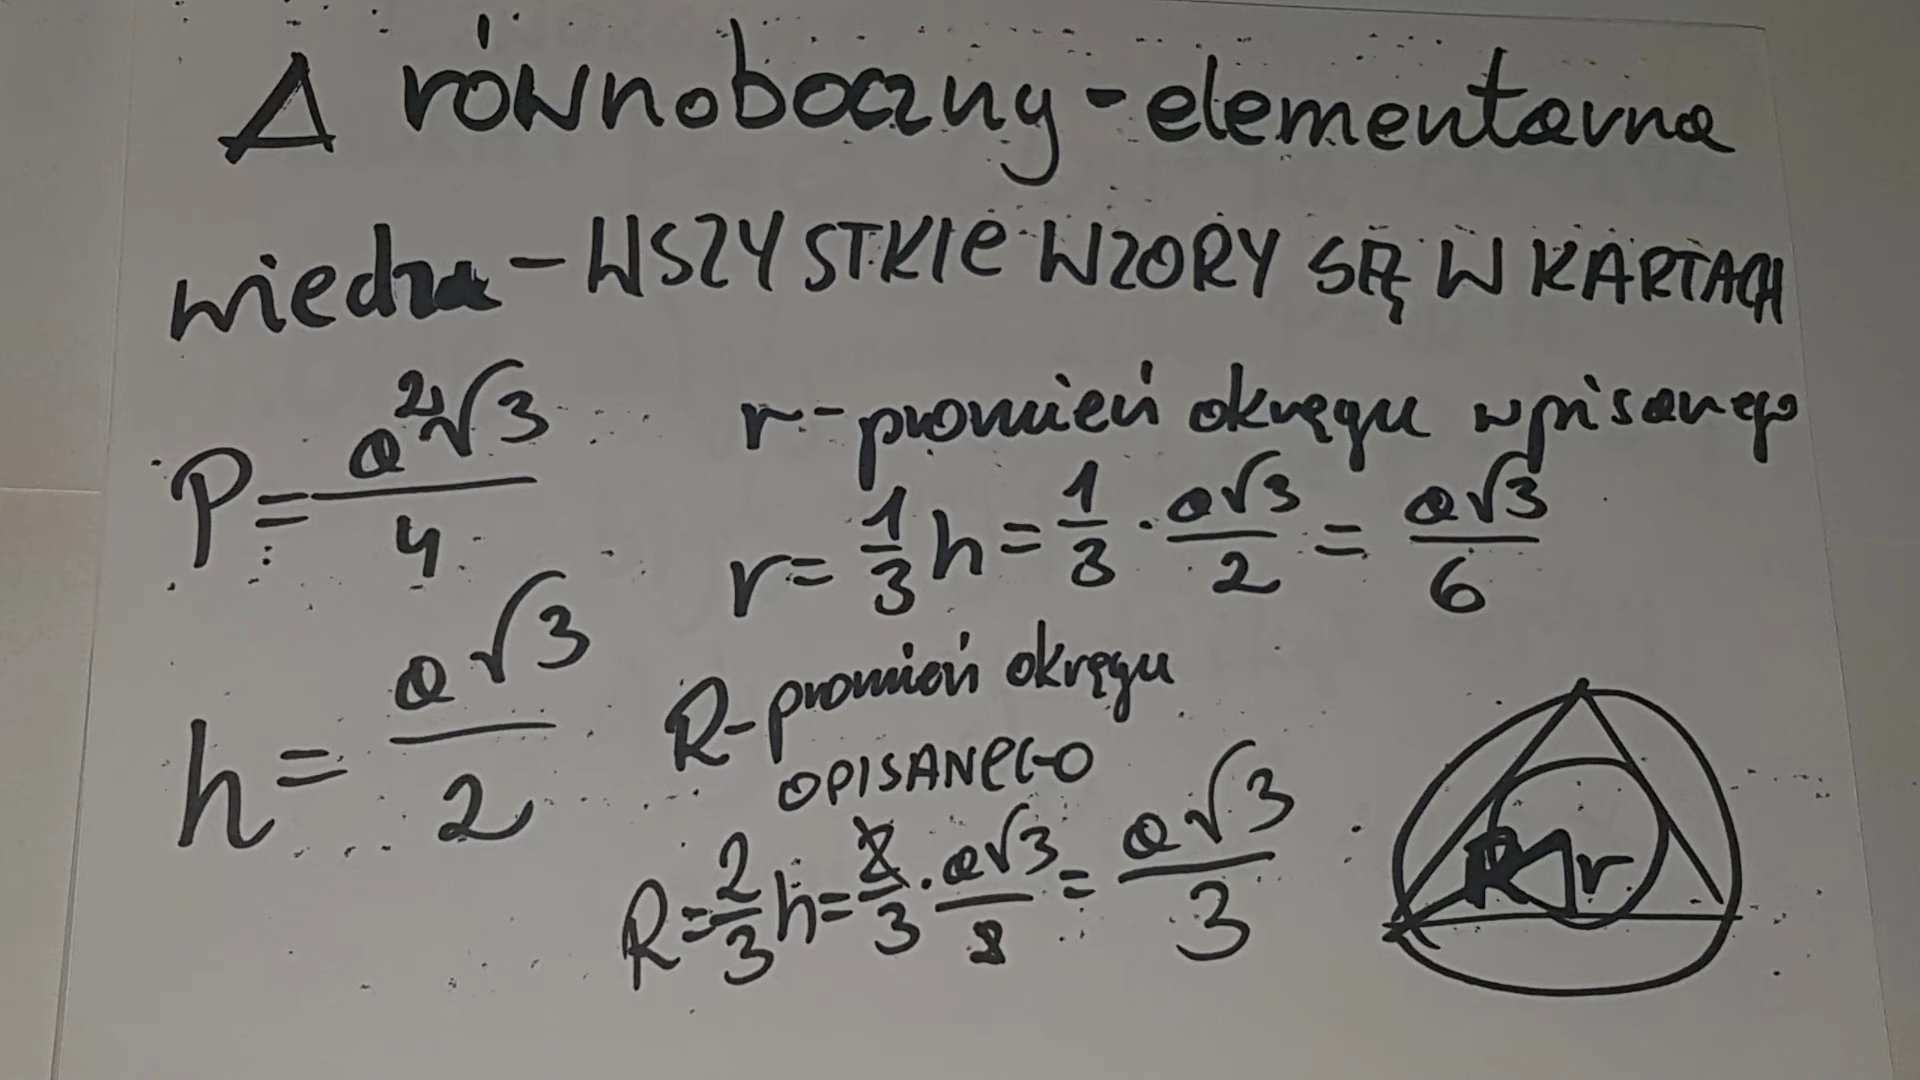 Δ równoboczny - elementarna
wiedza - WSZYSTKIE WZORY SĄ W KARTACH
P = a²√3 / 4
r - promień okręgu wpisanego
r = 1/3 h = 1/3 · a√3/2 = a√3/6
h = a√3 / 2
R - promień okręgu
OPISANEGO
R = 2/3 h = 2/3 · a√3/2 = a√3/3
R r